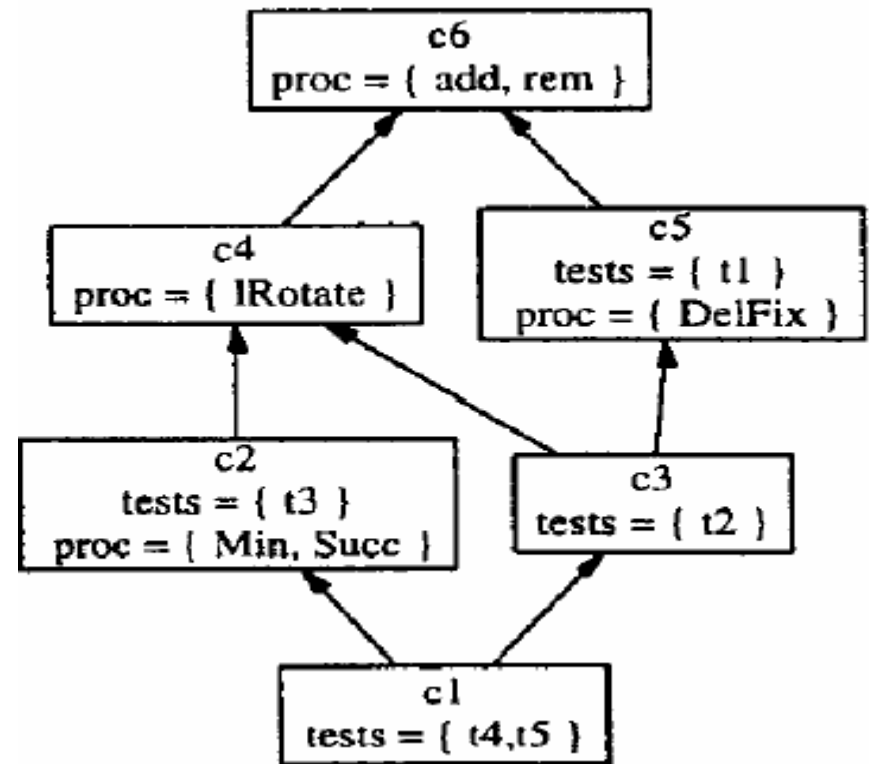 c6
proc = { add, rem }
c4
proc = { lRotate }
c5
tests = { t1 }
proc = { DelFix }
c2
tests = { t3 }
proc = { Min, Succ }
c3
tests = { t2 }
c1
tests = { t4,t5 }